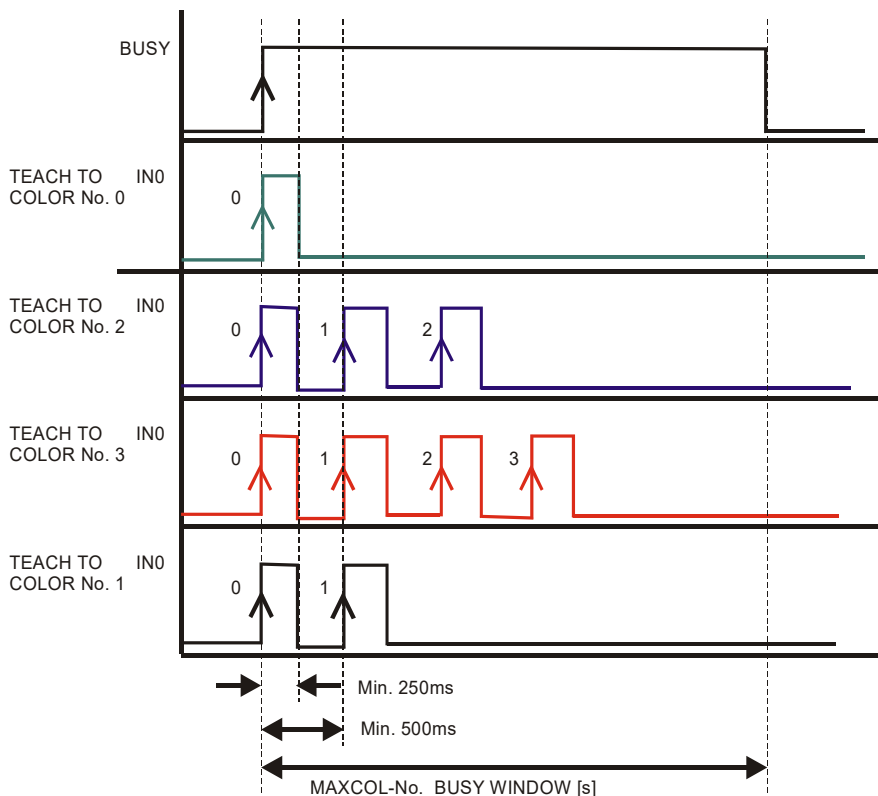 BUSY
TEACH TO IN0
COLOR No. 0
0
TEACH TO IN0
COLOR No. 2
0 1 2
TEACH TO IN0
COLOR No. 3
0 1 2 3
TEACH TO IN0
COLOR No. 1
0 1
Min. 250ms
Min. 500ms
MAXCOL-No. BUSY WINDOW [s]